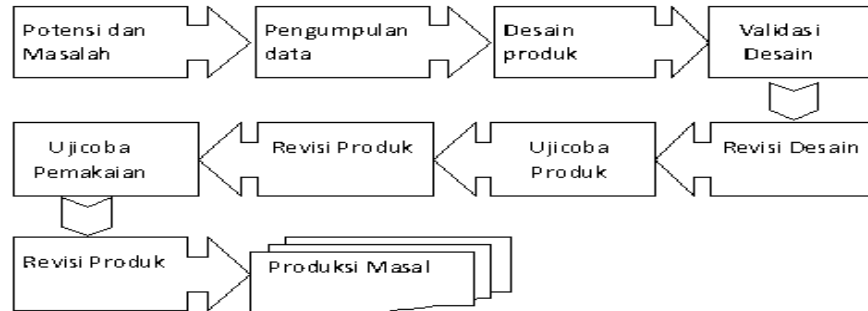 Potensi dan
Masalah
Pengumpulan
data
Desain
produk
Validasi
Desain
Revisi Desain
Ujicoba
Produk
Revisi Produk
Ujicoba
Pemakaian
Revisi Produk
Produksi Masal